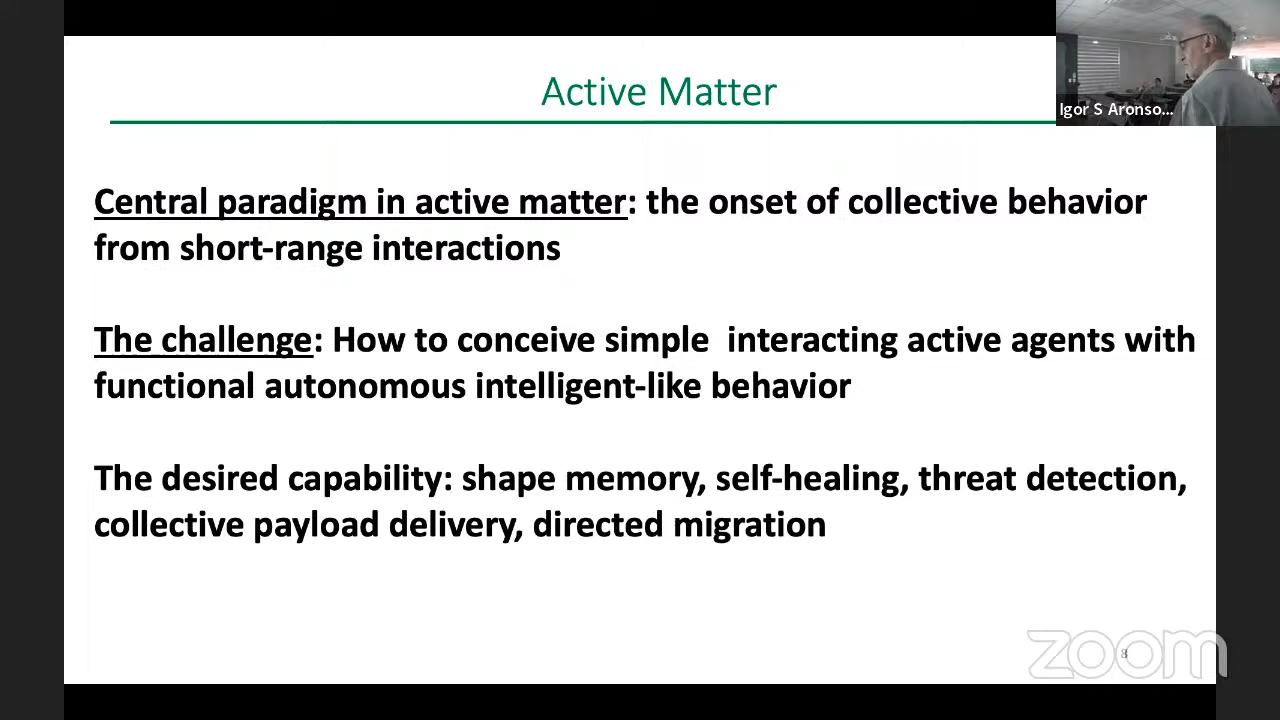 Active Matter
Igor S Aronso...
Central paradigm in active matter: the onset of collective behavior
from short-range interactions
The challenge: How to conceive simple  interacting active agents with
functional autonomous intelligent-like behavior
The desired capability: shape memory, self-healing, threat detection,
collective payload delivery, directed migration
zoom
8